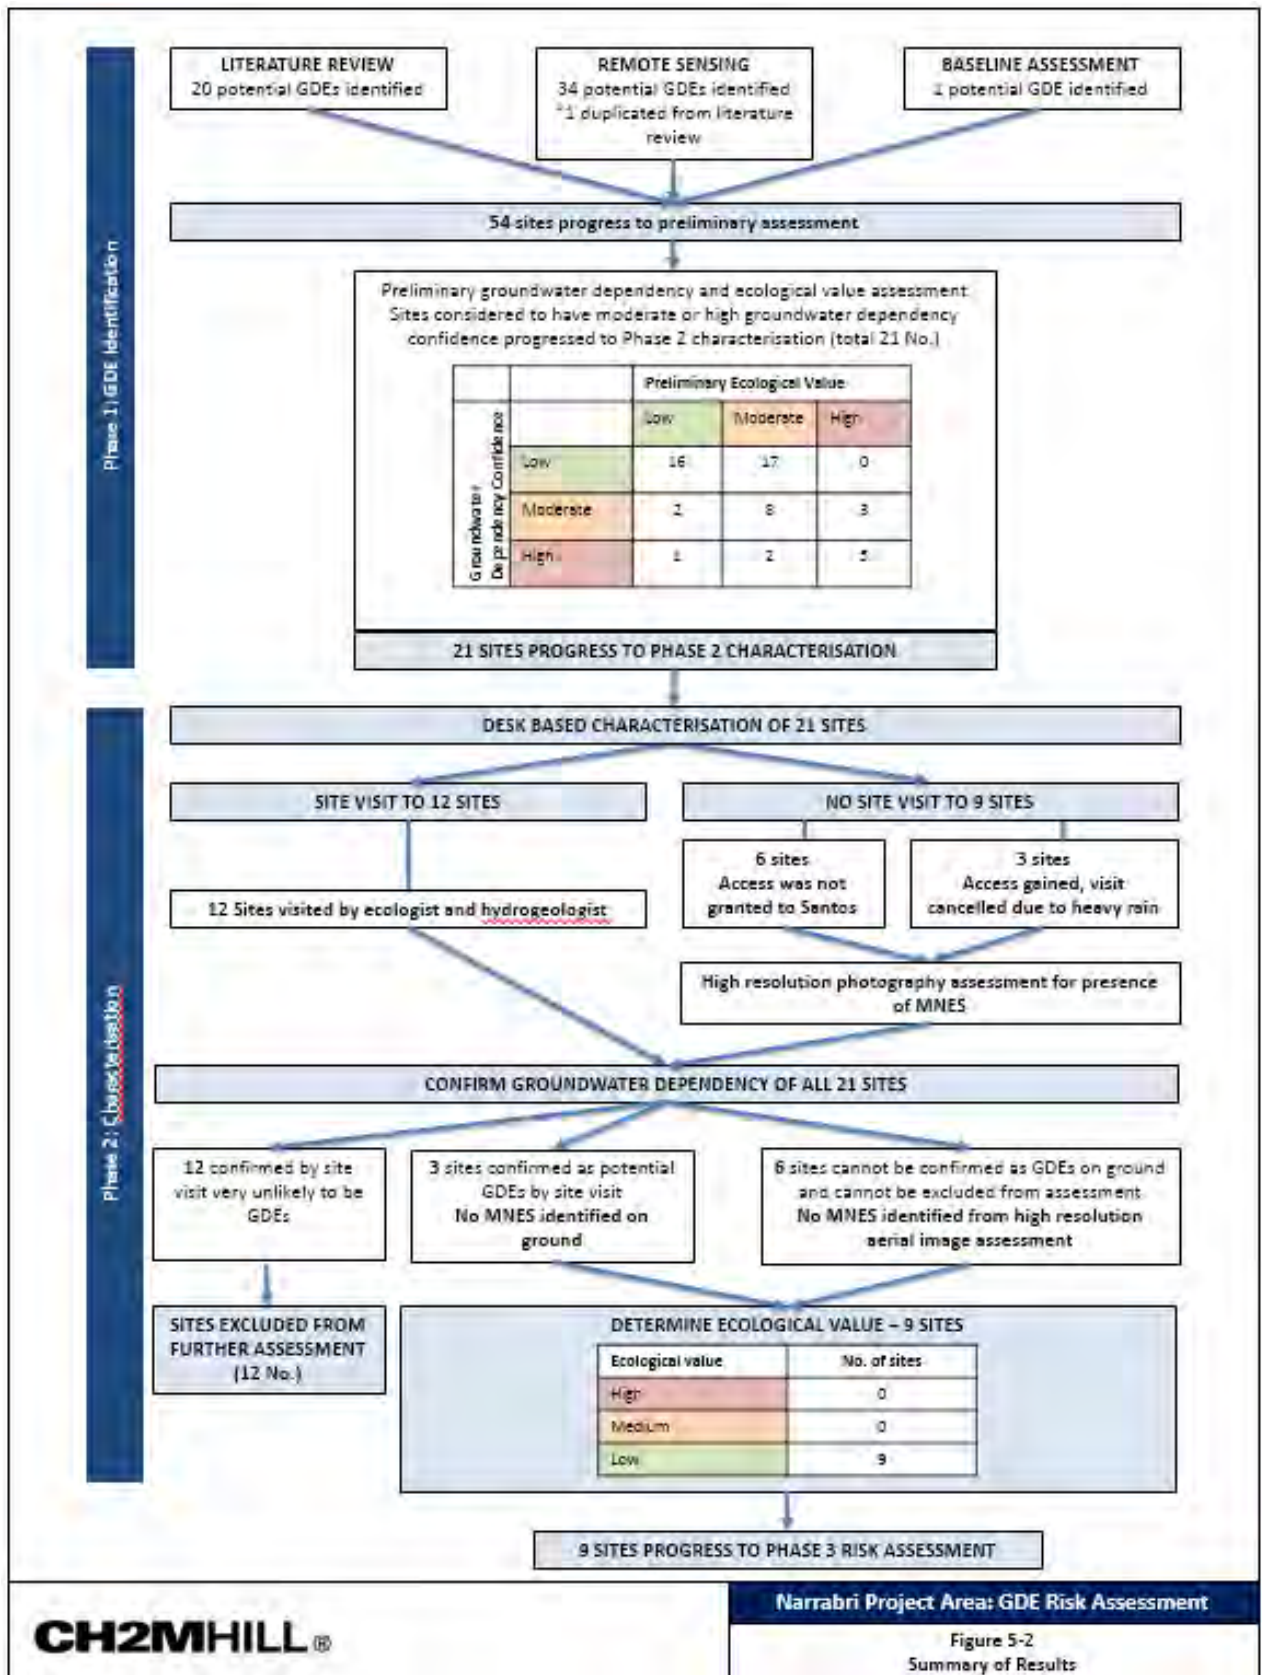 LITERATURE REVIEW
20 potential GDEs identified
REMOTE SENSING
34 potential GDEs identified
*1 duplicated from literature
review
BASELINE ASSESSMENT
1 potential GDE identified
54 sites progress to preliminary assessment
Phase 1: GDE Identification
Preliminary groundwater dependency and ecological value assessment
Sites considered to have moderate or high groundwater dependency
confidence progressed to Phase 2 characterisation (total 21 No.)
Preliminary Ecological Value
Low Moderate High
Groundwater
Dependency Confidence
Low 16 17 0
Moderate 2 8 3
High 1 2 5
21 SITES PROGRESS TO PHASE 2 CHARACTERISATION
Phase 2: Characterisation
DESK BASED CHARACTERISATION OF 21 SITES
SITE VISIT TO 12 SITES
NO SITE VISIT TO 9 SITES
12 Sites visited by ecologist and hydrogeologist
6 sites
Access was not
granted to Santos
3 sites
Access gained, visit
cancelled due to heavy rain
High resolution photography assessment for presence
of MNES
CONFIRM GROUNDWATER DEPENDENCY OF ALL 21 SITES
12 confirmed by site
visit very unlikely to be
GDEs
3 sites confirmed as potential
GDEs by site visit
No MNES identified on
ground
6 sites cannot be confirmed as GDEs on ground
and cannot be excluded from assessment
No MNES identified from high resolution
aerial image assessment
SITES EXCLUDED FROM
FURTHER ASSESSMENT
(12 No.)
DETERMINE ECOLOGICAL VALUE – 9 SITES
Ecological value No. of sites
High 0
Medium 0
Low 9
9 SITES PROGRESS TO PHASE 3 RISK ASSESSMENT
CH2MHILL®
Narrabri Project Area: GDE Risk Assessment
Figure 5-2
Summary of Results